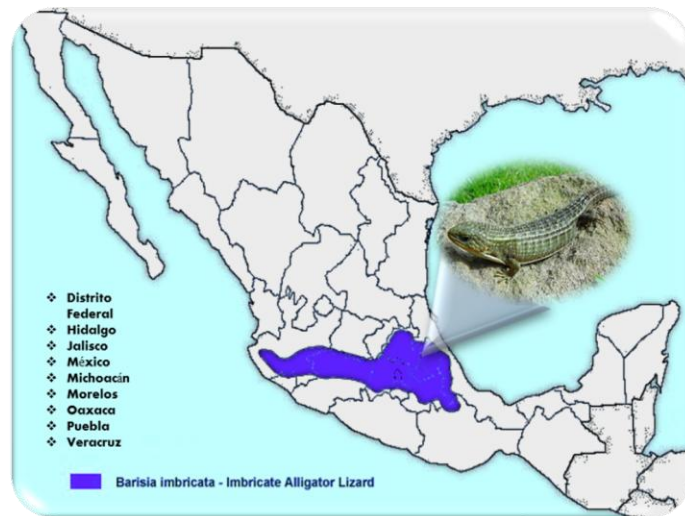 ❖ Distrito
Federal
❖ Hidalgo
❖ Jalisco
❖ México
❖ Michoacán
❖ Morelos
❖ Oaxaca
❖ Puebla
❖ Veracruz
Barisia imbricata - Imbricate Alligator Lizard